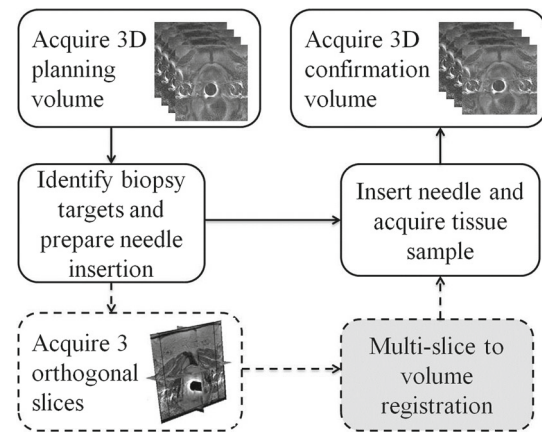 Acquire 3D
planning
volume
Acquire 3D
confirmation
volume
Identify biopsy
targets and
prepare needle
insertion
Insert needle and
acquire tissue
sample
Acquire 3
orthogonal
slices
Multi-slice to
volume
registration